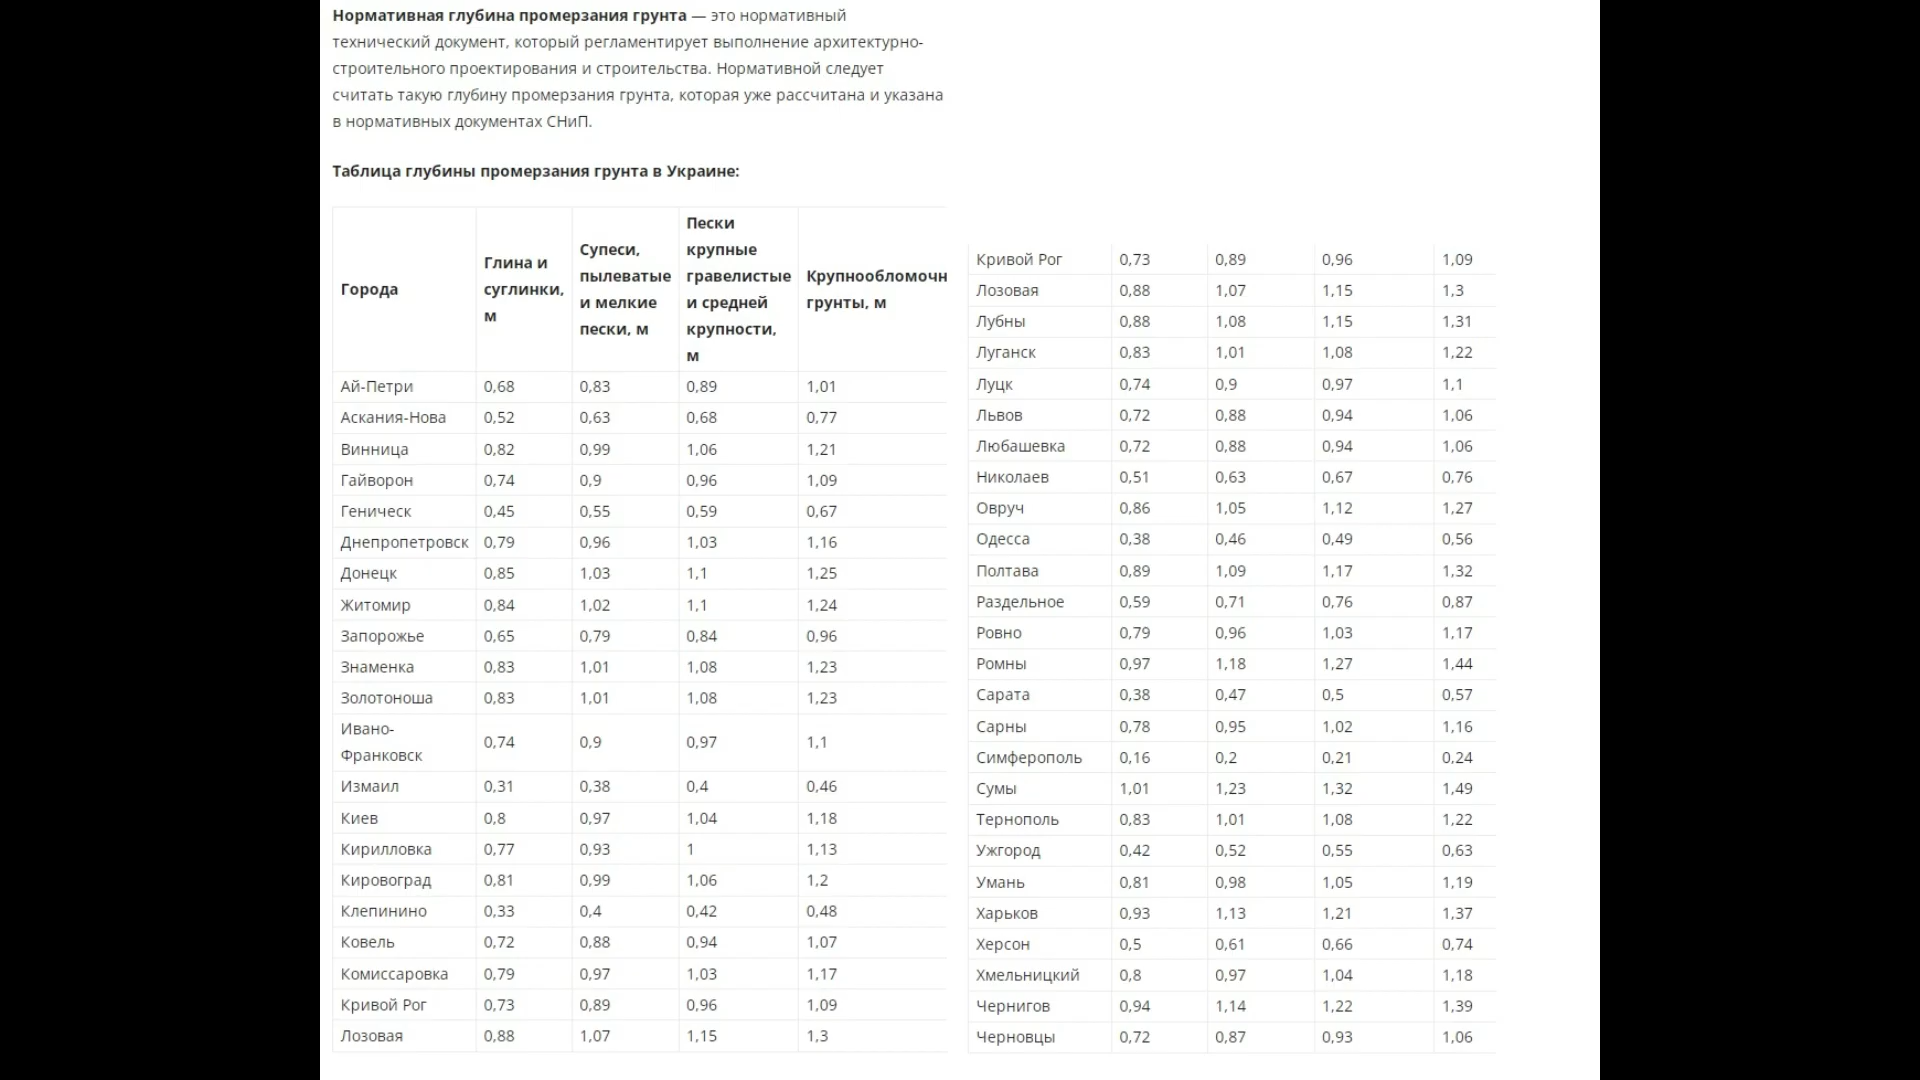 Нормативная глубина промерзания грунта — это нормативный
технический документ, который регламентирует выполнение архитектурно-
строительного проектирования и строительства. Нормативной следует
считать такую глубину промерзания грунта, которая уже рассчитана и указана
в нормативных документах СНиП.
Таблица глубины промерзания грунта в Украине:
Города
Глина и
суглинки,
м
Супеси,
пылеватые
и мелкие
пески, м
Пески
крупные
гравелистые
и средней
крупности,
м
Крупнообломочн
грунты, м
Ай-Петри 0,68 0,83 0,89 1,01
Аскания-Нова 0,52 0,63 0,68 0,77
Винница 0,82 0,99 1,06 1,21
Гайворон 0,74 0,9 0,96 1,09
Геническ 0,45 0,55 0,59 0,67
Днепропетровск 0,79 0,96 1,03 1,16
Донецк 0,85 1,03 1,1 1,25
Житомир 0,84 1,02 1,1 1,24
Запорожье 0,65 0,79 0,84 0,96
Знаменка 0,83 1,01 1,08 1,23
Золотоноша 0,83 1,01 1,08 1,23
Ивано-
Франковск 0,74 0,9 0,97 1,1
Измаил 0,31 0,38 0,4 0,46
Киев 0,8 0,97 1,04 1,18
Кирилловка 0,77 0,93 1 1,13
Кировоград 0,81 0,99 1,06 1,2
Клепинино 0,33 0,4 0,42 0,48
Ковель 0,72 0,88 0,94 1,07
Комиссаровка 0,79 0,97 1,03 1,17
Кривой Рог 0,73 0,89 0,96 1,09
Лозовая 0,88 1,07 1,15 1,3
Кривой Рог 0,73 0,89 0,96 1,09
Лозовая 0,88 1,07 1,15 1,3
Лубны 0,88 1,08 1,15 1,31
Луганск 0,83 1,01 1,08 1,22
Луцк 0,74 0,9 0,97 1,1
Львов 0,72 0,88 0,94 1,06
Любашевка 0,72 0,88 0,94 1,06
Николаев 0,51 0,63 0,67 0,76
Овруч 0,86 1,05 1,12 1,27
Одесса 0,38 0,46 0,49 0,56
Полтава 0,89 1,09 1,17 1,32
Раздельное 0,59 0,71 0,76 0,87
Ровно 0,79 0,96 1,03 1,17
Ромны 0,97 1,18 1,27 1,44
Сарата 0,38 0,47 0,5 0,57
Сарны 0,78 0,95 1,02 1,16
Симферополь 0,16 0,2 0,21 0,24
Сумы 1,01 1,23 1,32 1,49
Тернополь 0,83 1,01 1,08 1,22
Ужгород 0,42 0,52 0,55 0,63
Умань 0,81 0,98 1,05 1,19
Харьков 0,93 1,13 1,21 1,37
Херсон 0,5 0,61 0,66 0,74
Хмельницкий 0,8 0,97 1,04 1,18
Чернигов 0,94 1,14 1,22 1,39
Черновцы 0,72 0,87 0,93 1,06